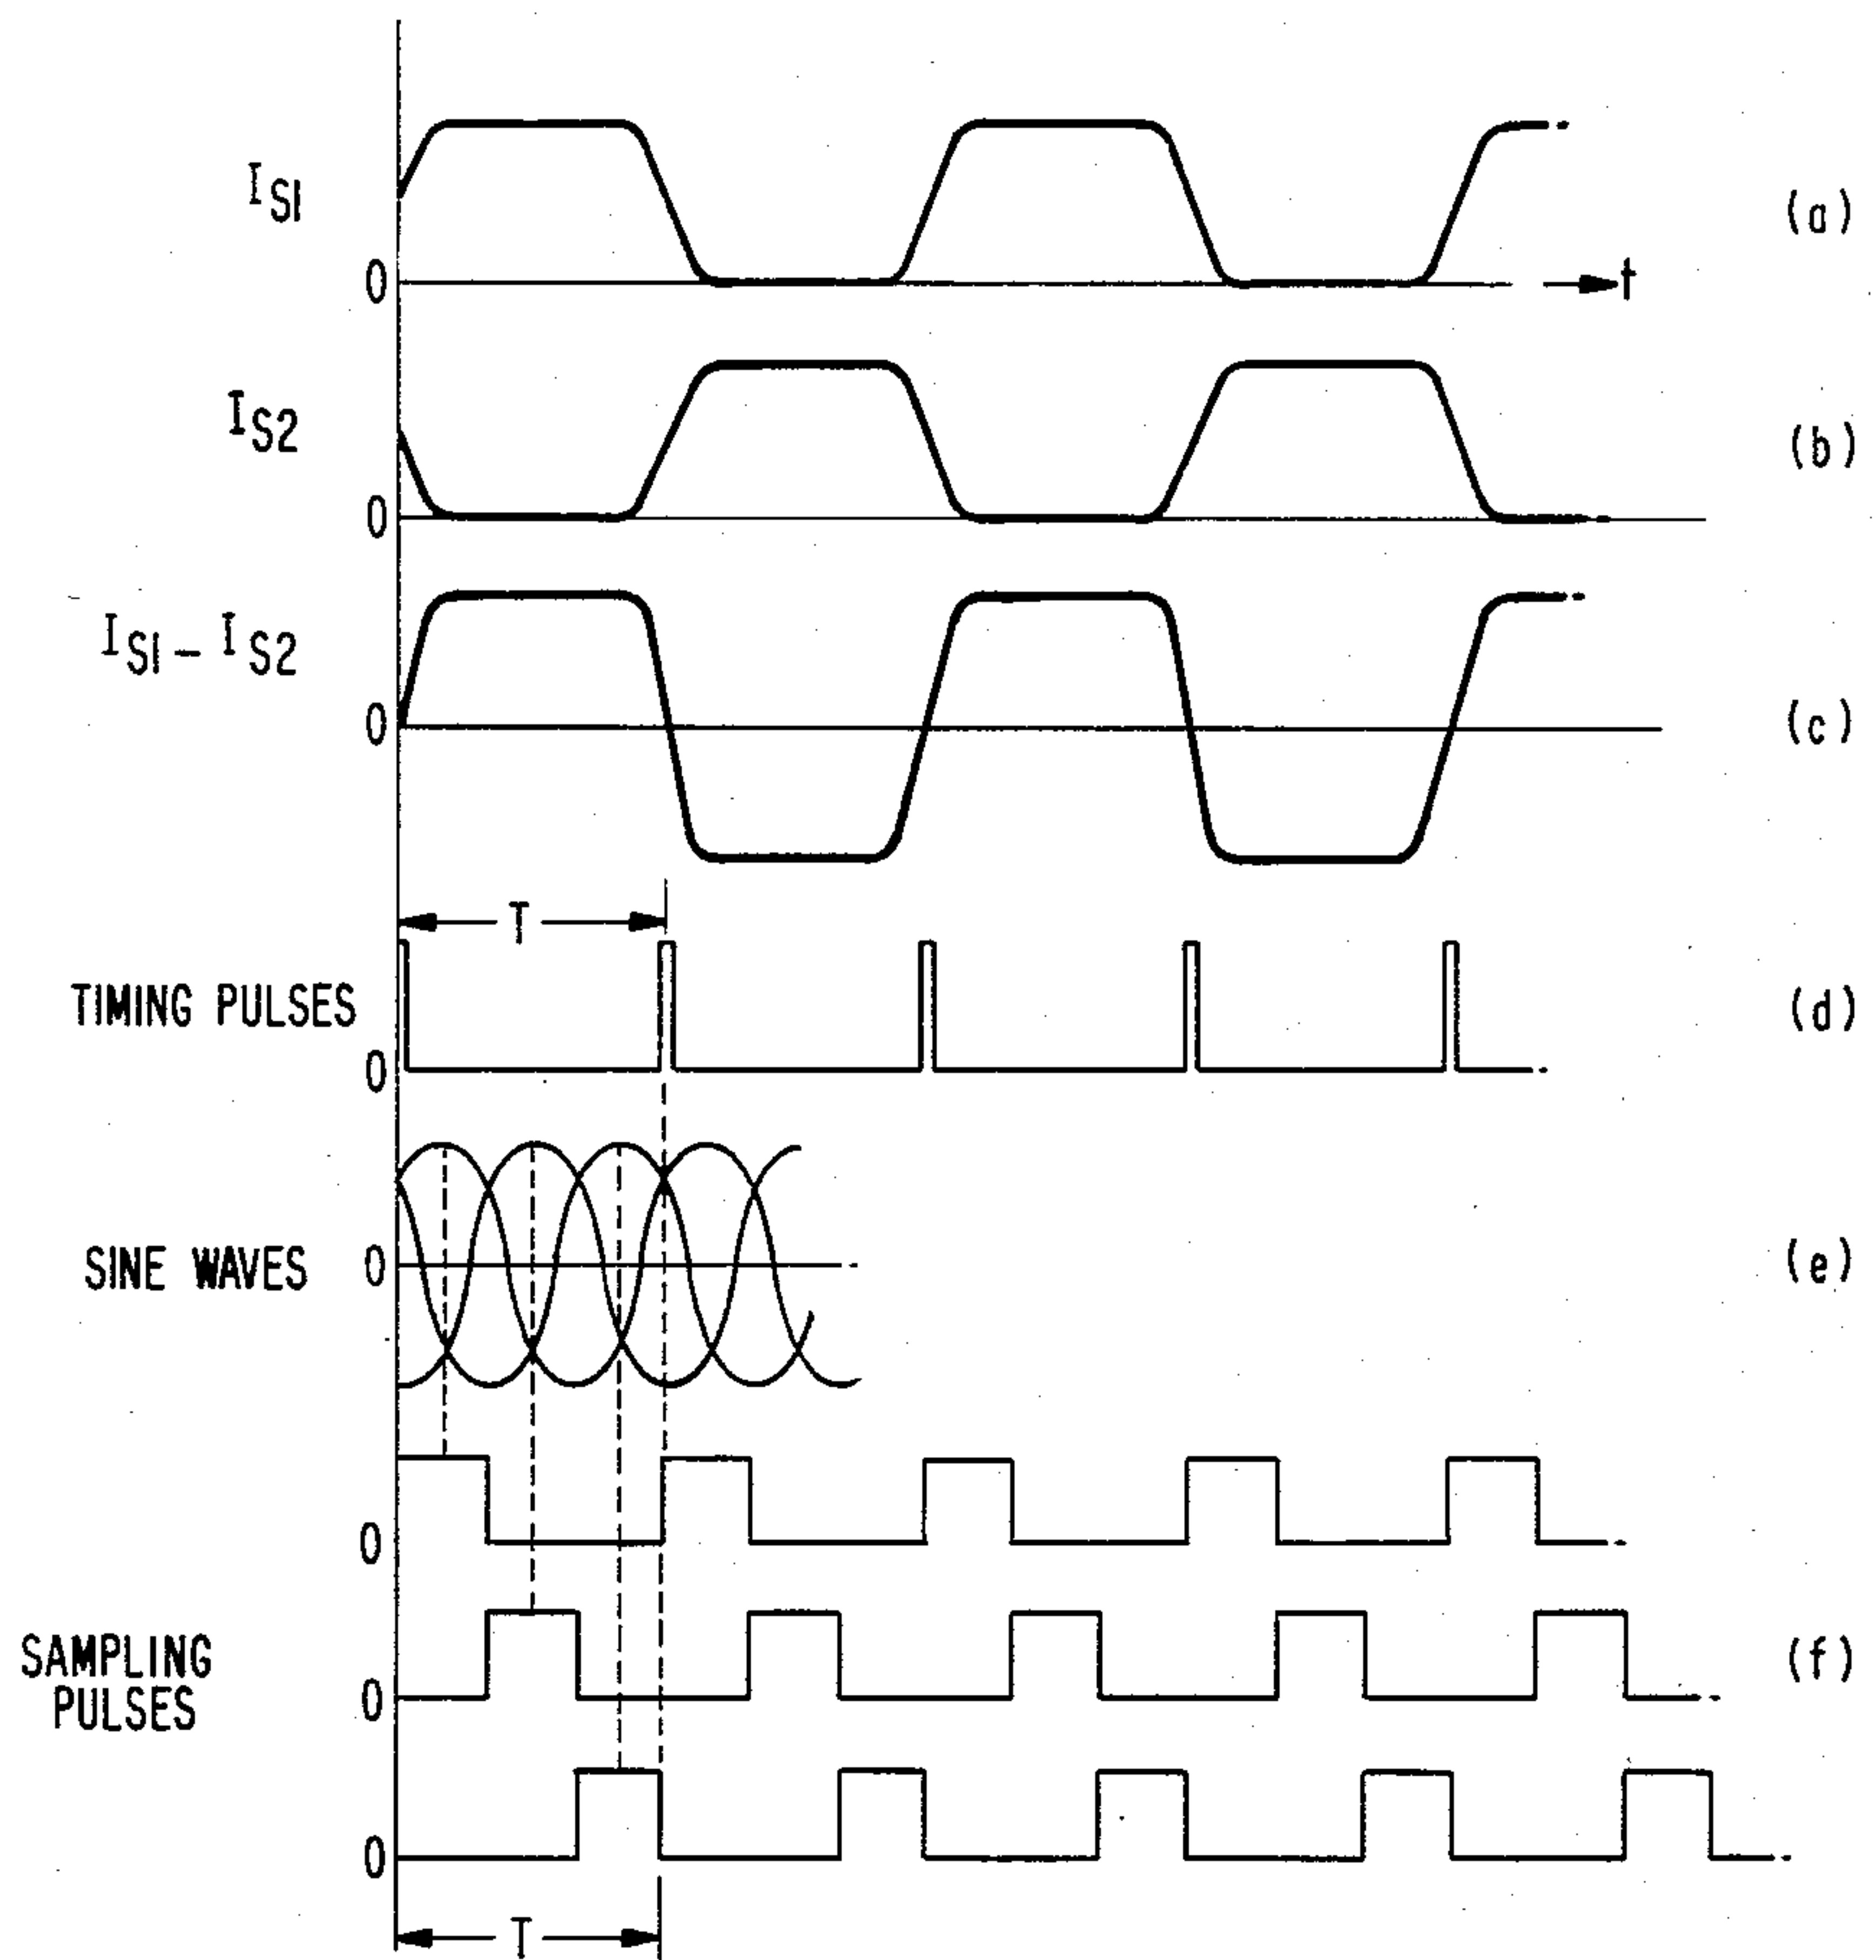 I_S1
(a)
0
t
I_S2
(b)
0
I_S1 – I_S2
0
(c)
T
TIMING PULSES
(d)
0
SINE WAVES
0
(e)
0
SAMPLING
PULSES
(f)
0
0
T